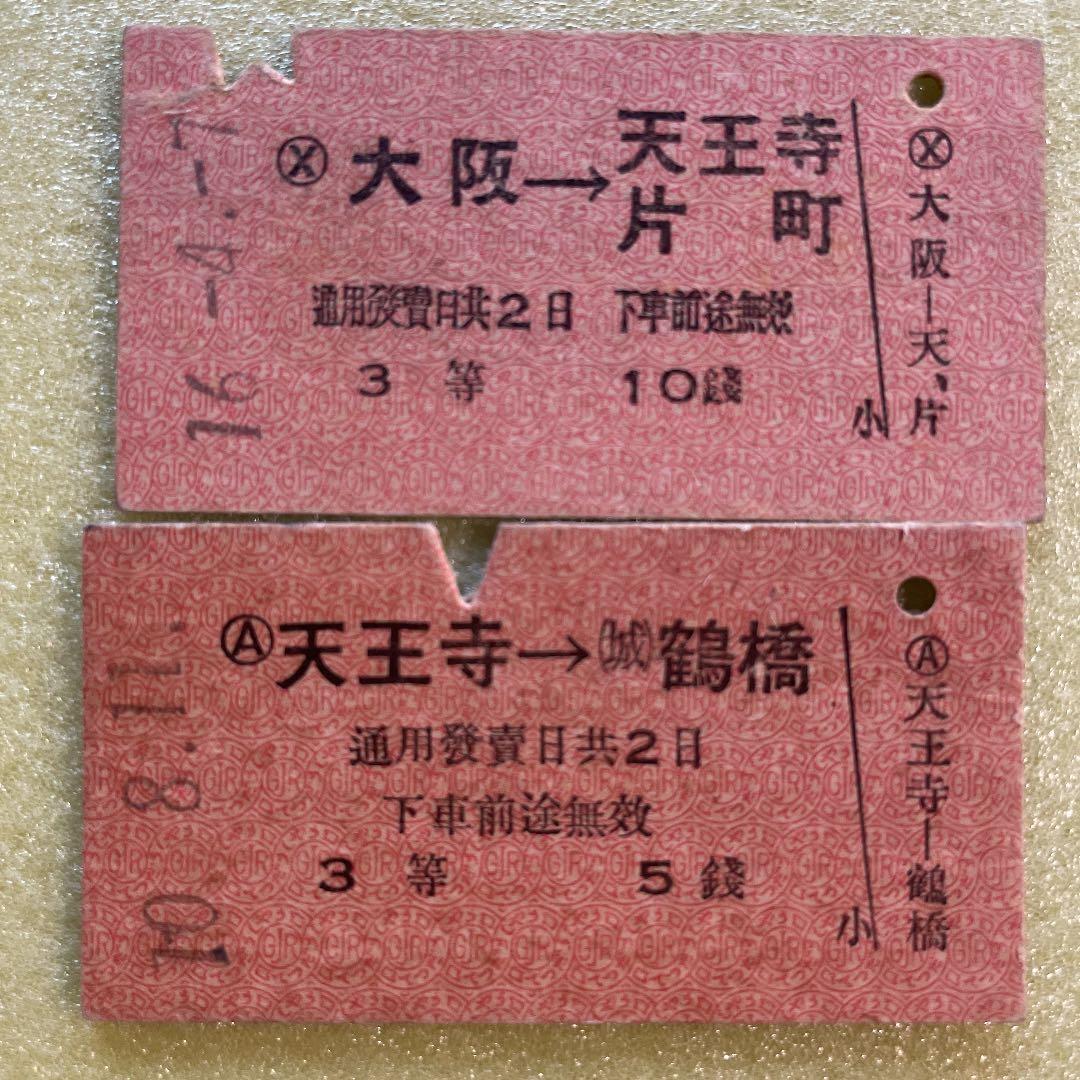 16.-4.-7
Ⓧ大阪→天王寺
片町
通用發賣日共2日 下車前途無效
3等 10錢
小
Ⓧ大阪―天、片
10.8.11.
Ⓐ天王寺→(城)鶴橋
通用發賣日共2日
下車前途無效
3等 5錢
小
Ⓐ天王寺―鶴橋